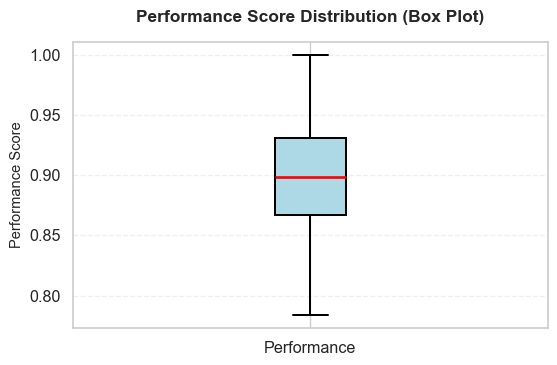 Performance Score Distribution (Box Plot)
1.00
0.95
0.90
0.85
0.80
Performance Score
Performance